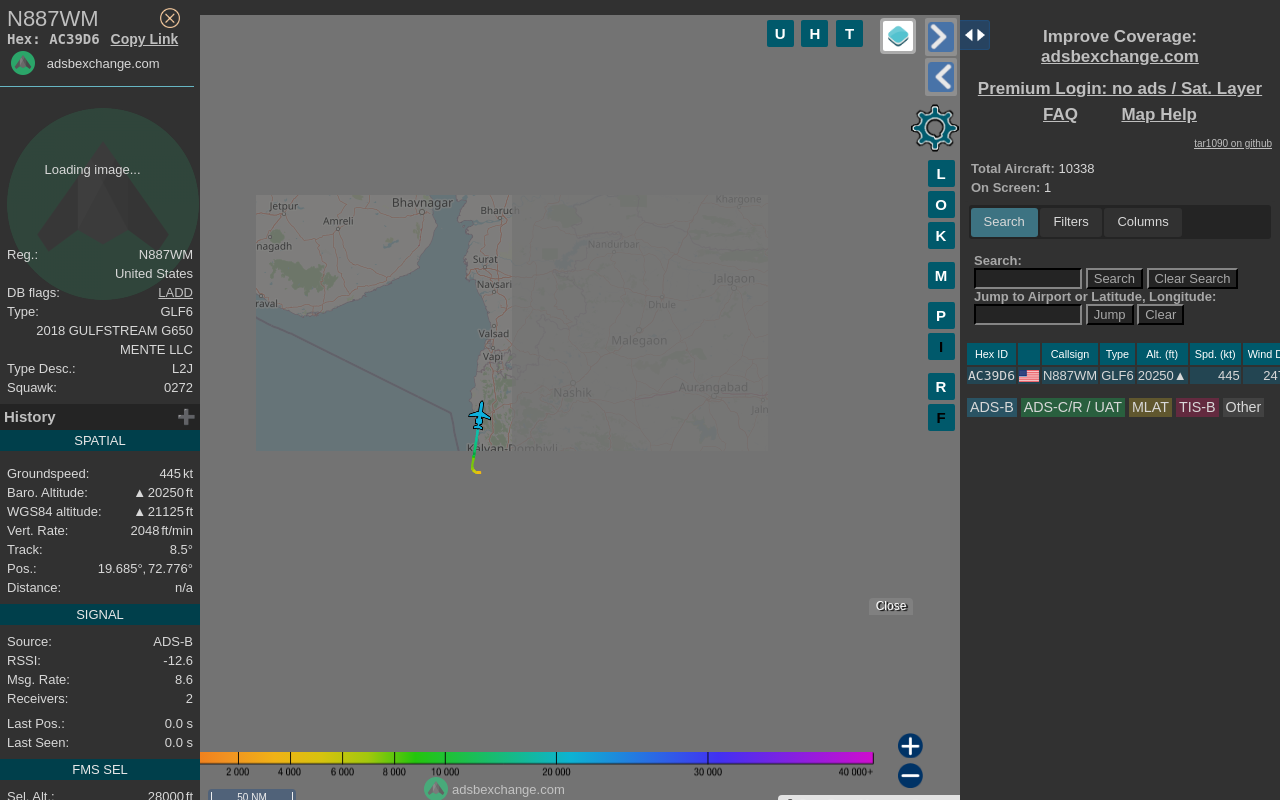 N887WM
Hex: AC39D6 Copy Link
adsbexchange.com
Loading image...
Reg.: N887WM
United States
DB flags: LADD
Type: GLF6
2018 GULFSTREAM G650
MENTE LLC
Type Desc.: L2J
Squawk: 0272
History
SPATIAL
Groundspeed: 445 kt
Baro. Altitude: ▲ 20250 ft
WGS84 altitude: ▲ 21125 ft
Vert. Rate: 2048 ft/min
Track: 8.5°
Pos.: 19.685°, 72.776°
Distance: n/a
SIGNAL
Source: ADS-B
RSSI: -12.6
Msg. Rate: 8.6
Receivers: 2
Last Pos.: 0.0 s
Last Seen: 0.0 s
FMS SEL
Sel. Alt.: 28000 ft
U H T
L
O
K
M
P
I
R
F
Jetpur
Bhavnagar
Amreli
Bharuch
nagadh
Surat
Navsari
raval
Valsad
Vapi
Khargone
Nandurbar
Jalgaon
Dhule
Malegaon
Nashik
Aurangabad
Jaln
Kalyan-Dombivli
Close
2 000 4 000 6 000 8 000 10 000 20 000 30 000 40 000+
adsbexchange.com
50 NM
Improve Coverage:
adsbexchange.com
Premium Login: no ads / Sat. Layer
FAQ Map Help
tar1090 on github
Total Aircraft: 10338
On Screen: 1
Search Filters Columns
Search:
Search Clear Search
Jump to Airport or Latitude, Longitude:
Jump Clear
Hex ID Callsign Type Alt. (ft) Spd. (kt) Wind D
AC39D6 N887WM GLF6 20250▲ 445 247
ADS-B ADS-C/R / UAT MLAT TIS-B Other